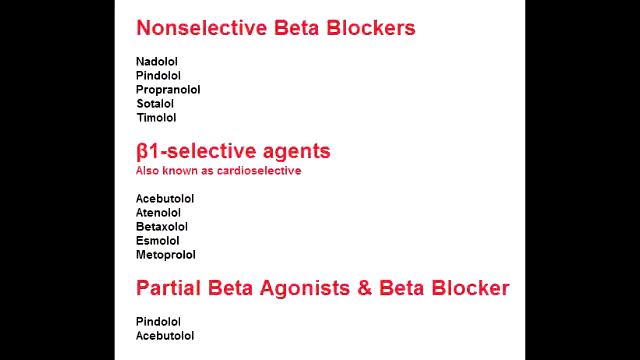 Nonselective Beta Blockers
Nadolol
Pindolol
Propranolol
Sotalol
Timolol
β1-selective agents
Also known as cardioselective
Acebutolol
Atenolol
Betaxolol
Esmolol
Metoprolol
Partial Beta Agonists & Beta Blocker
Pindolol
Acebutolol